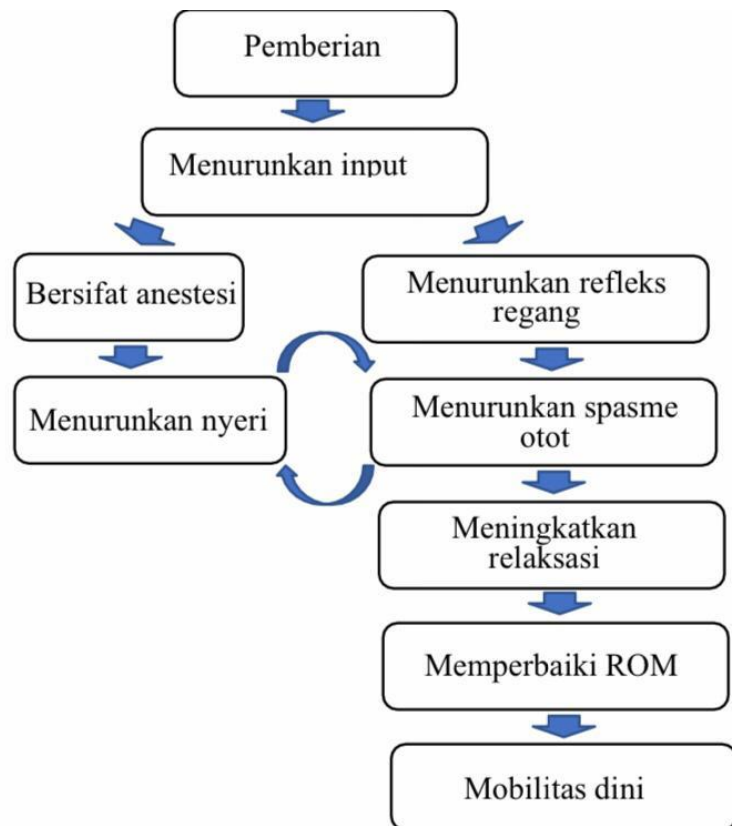 Pemberian
Menurunkan input
Bersifat anestesi
Menurunkan refleks
regang
Menurunkan nyeri
Menurunkan spasme
otot
Meningkatkan
relaksasi
Memperbaiki ROM
Mobilitas dini